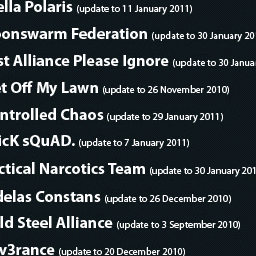 ella Polaris (update to 11 January 2011)
oonswarm Federation (update to 30 January 20
st Alliance Please Ignore (update to 30 Janua
et Off My Lawn (update to 26 November 2010)
ntrolled Chaos (update to 29 January 2011)
icK sQuAD. (update to 7 January 2011)
ctical Narcotics Team (update to 30 January 201
delas Constans (update to 26 December 2010)
ld Steel Alliance (update to 3 September 2010)
v3rance (update to 20 December 2010)